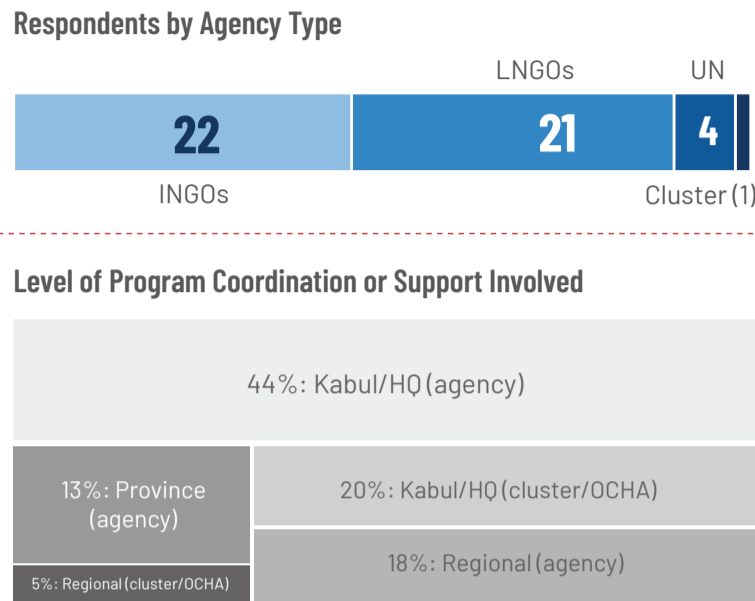 Respondents by Agency Type
LNGOs UN
22 21 4
INGOs Cluster (1)
Level of Program Coordination or Support Involved
44%: Kabul/HQ (agency)
13%: Province
(agency)
20%: Kabul/HQ (cluster/OCHA)
18%: Regional (agency)
5%: Regional (cluster/OCHA)